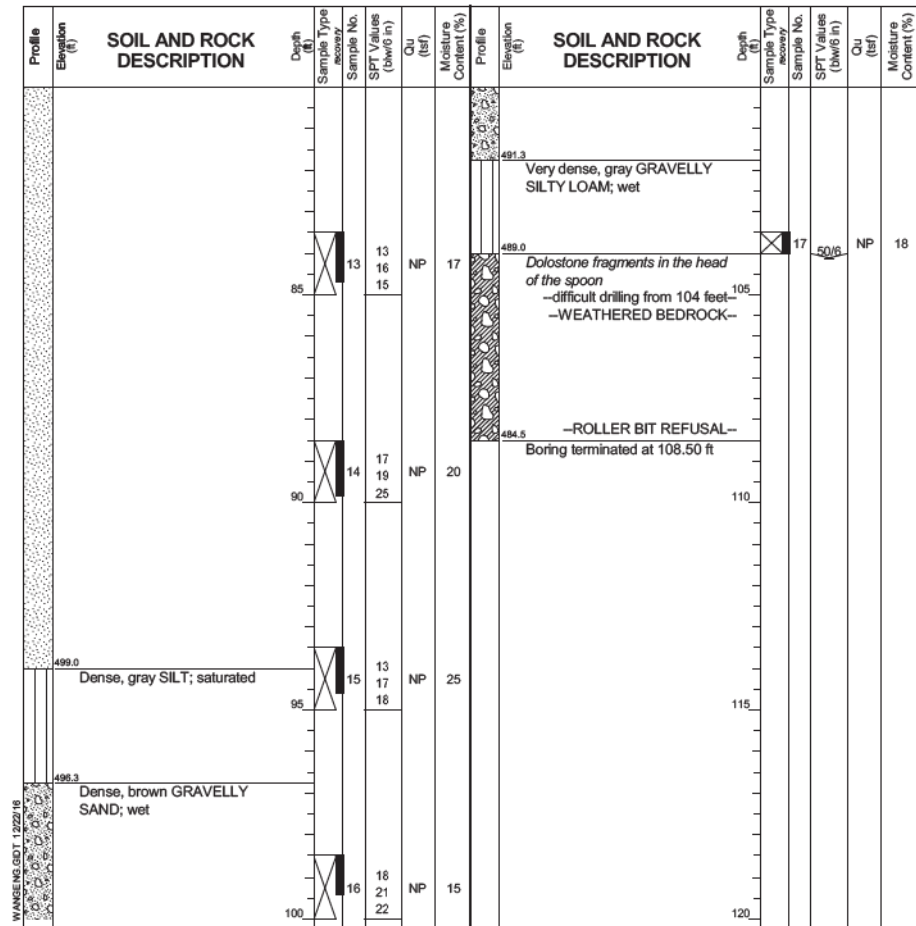 Profile
Elevation (ft)
SOIL AND ROCK
DESCRIPTION
Depth (ft)
Sample Type
recovery
Sample No.
SPT Values
(blw/6 in)
Qu
(tsf)
Moisture
Content (%)
Profile
Elevation (ft)
SOIL AND ROCK
DESCRIPTION
Depth (ft)
Sample Type
recovery
Sample No.
SPT Values
(blw/6 in)
Qu
(tsf)
Moisture
Content (%)
13
13
16
15
NP
17
85
14
17
19
25
NP
20
90
499.0
Dense, gray SILT; saturated
15
13
17
18
NP
25
95
496.3
Dense, brown GRAVELLY
SAND; wet
16
18
21
22
NP
15
100
WANGENG.GDT 12/22/16
491.3
Very dense, gray GRAVELLY
SILTY LOAM; wet
17
50/6
NP
18
489.0
Dolostone fragments in the head
of the spoon
105
--difficult drilling from 104 feet--
--WEATHERED BEDROCK--
--ROLLER BIT REFUSAL--
484.5
Boring terminated at 108.50 ft
110
115
120